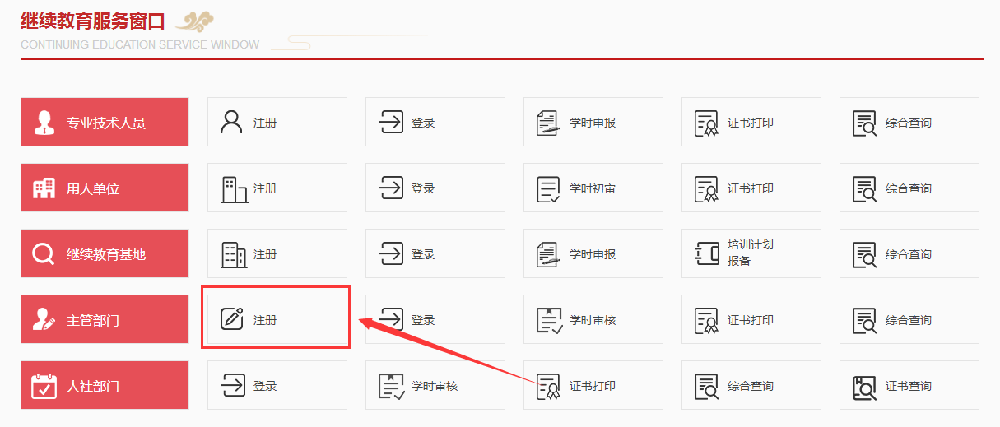 继续教育服务窗口
CONTINUING EDUCATION SERVICE WINDOW
专业技术人员 注册 登录 学时申报 证书打印 综合查询
用人单位 注册 登录 学时初审 证书打印 综合查询
继续教育基地 注册 登录 学时申报 培训计划 综合查询
报备
主管部门 注册 登录 学时审核 证书打印 综合查询
人社部门 登录 学时审核 证书打印 综合查询 证书查询